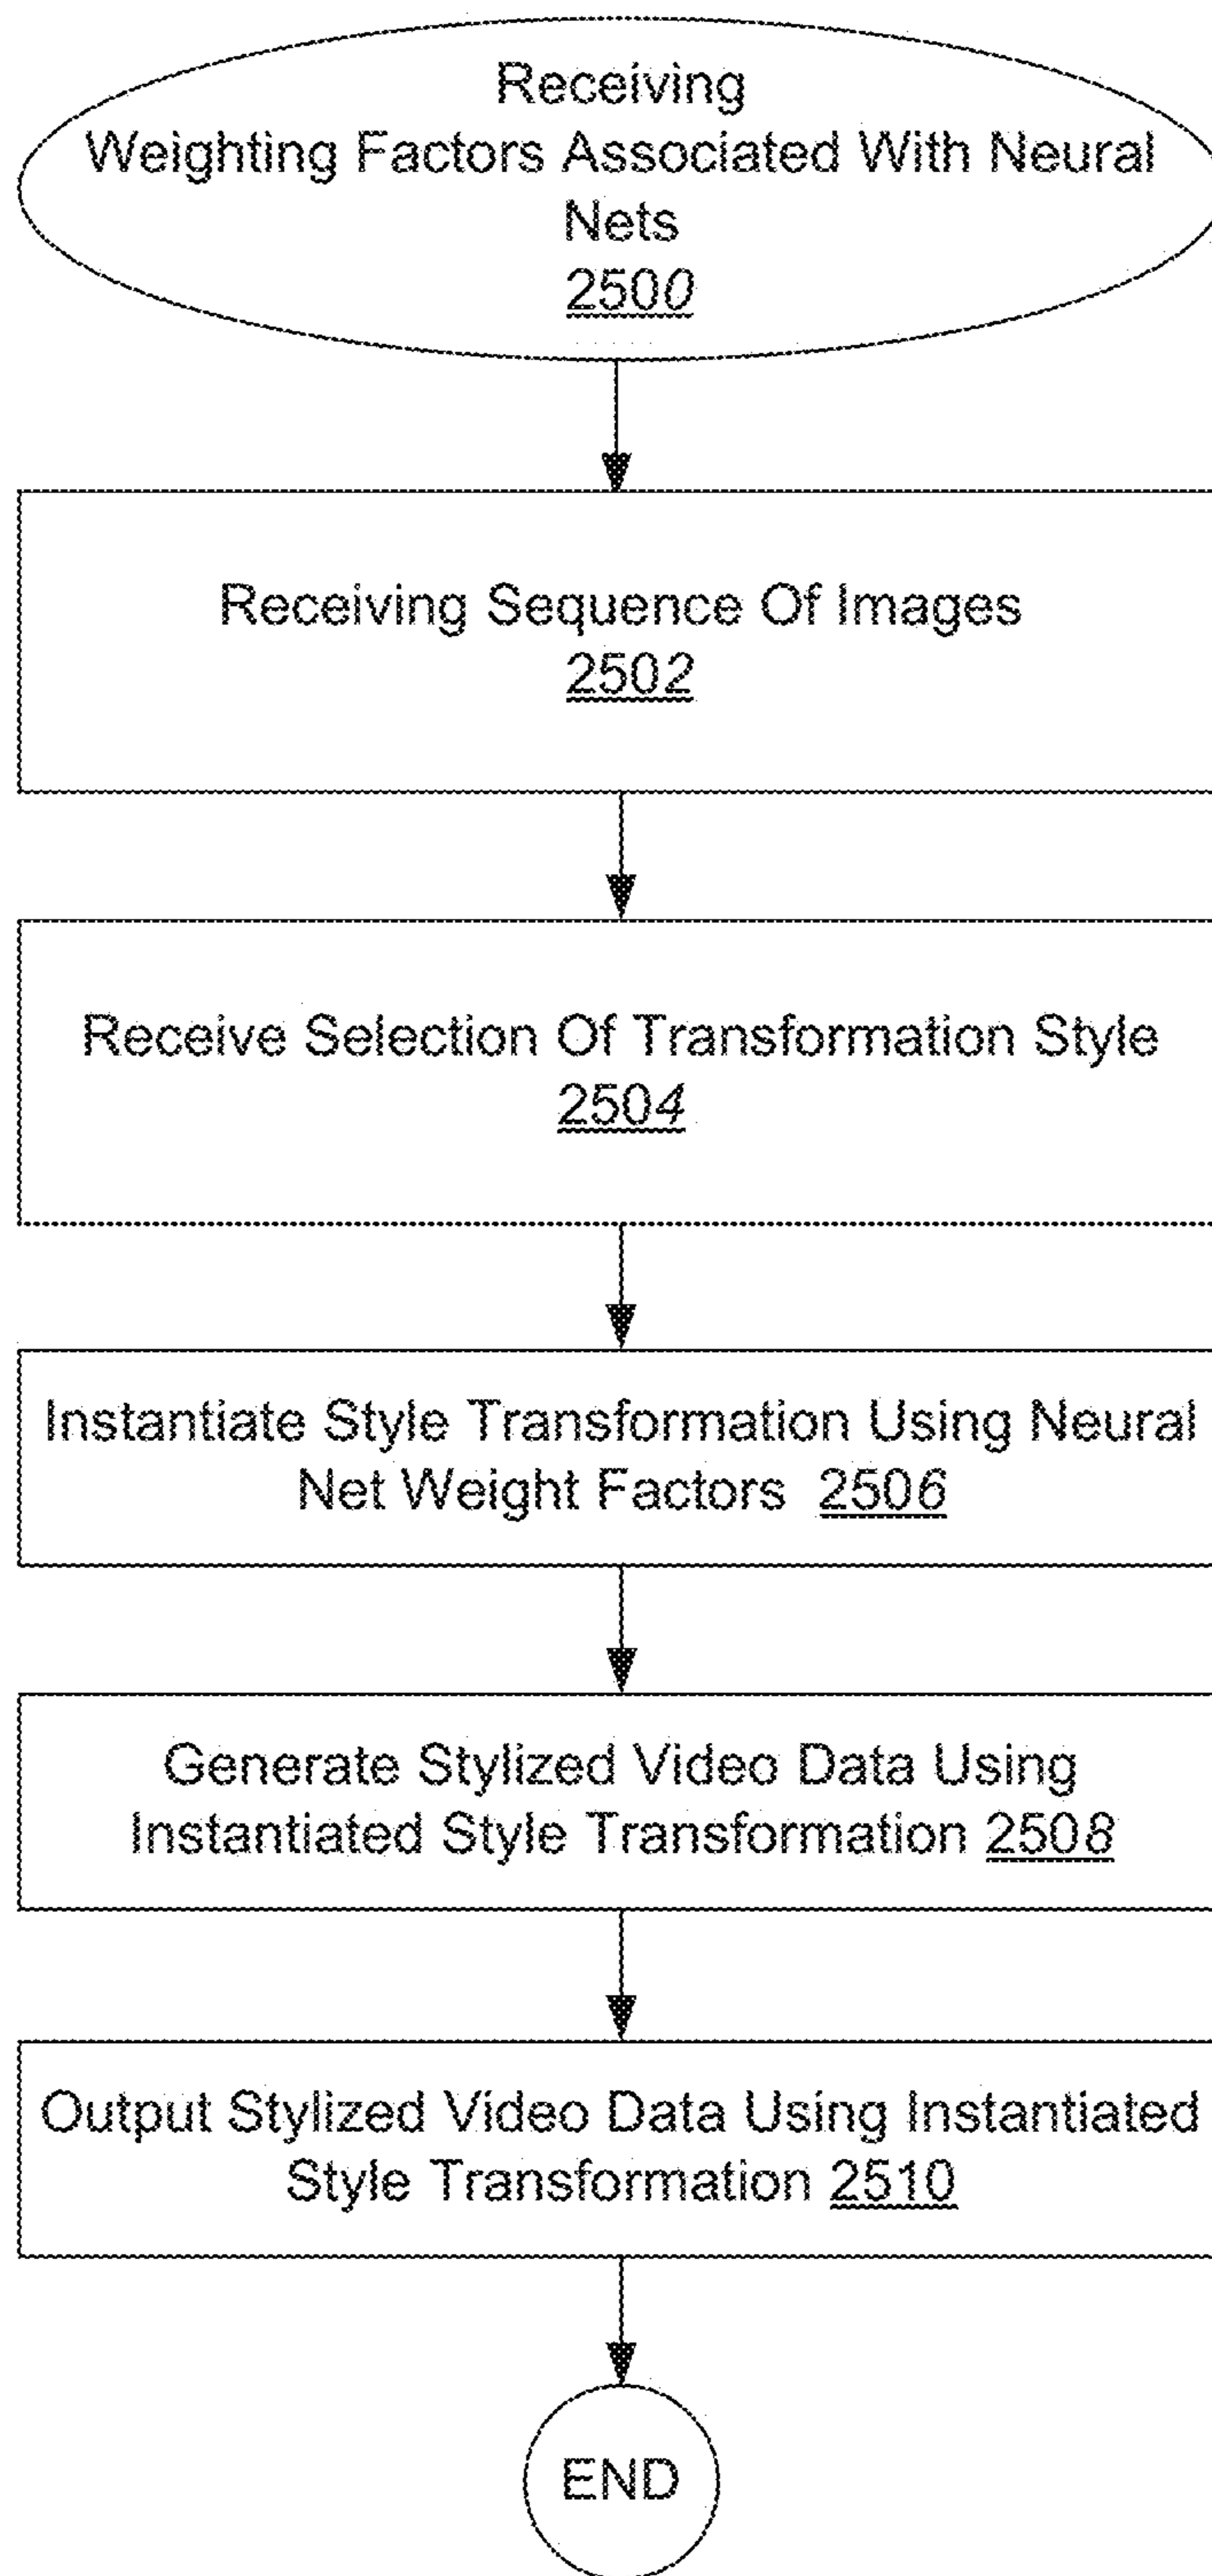 Receiving
Weighting Factors Associated With Neural
Nets
2500
Receiving Sequence Of Images
2502
Receive Selection Of Transformation Style
2504
Instantiate Style Transformation Using Neural
Net Weight Factors 2506
Generate Stylized Video Data Using
Instantiated Style Transformation 2508
Output Stylized Video Data Using Instantiated
Style Transformation 2510
END